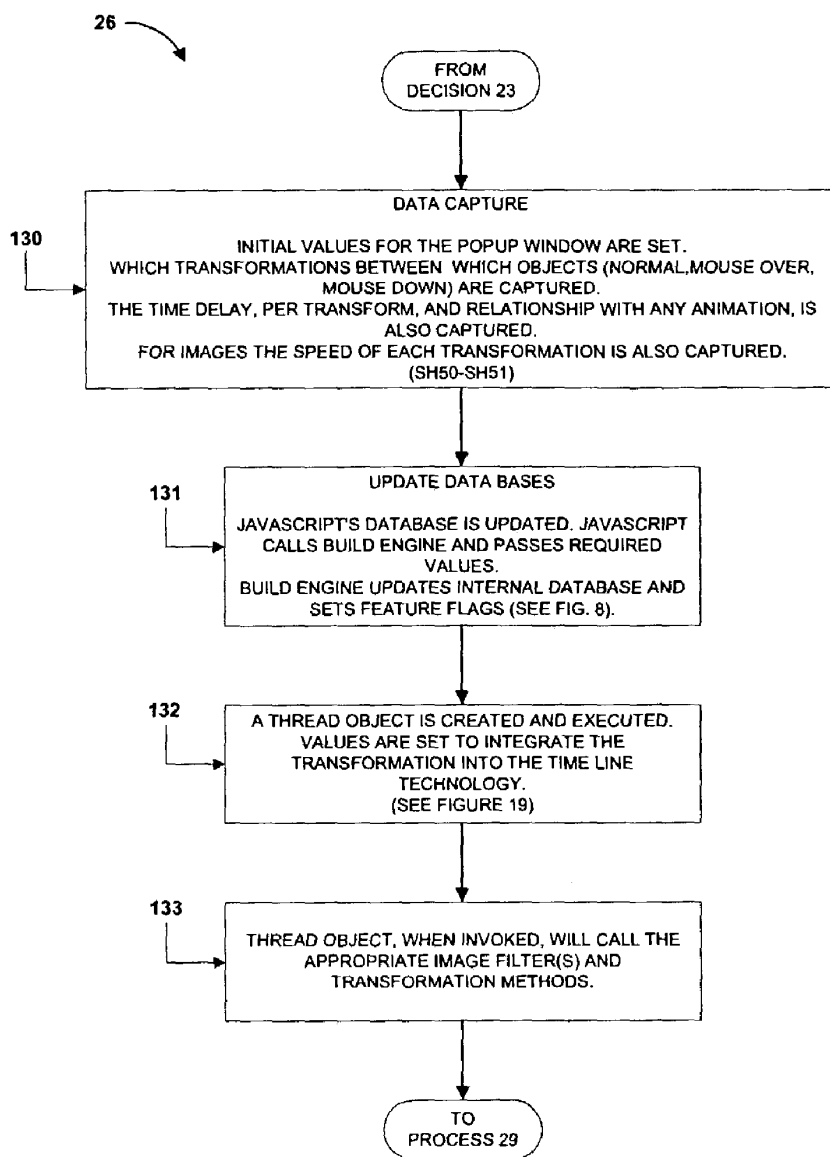 26
FROM
DECISION 23
130
DATA CAPTURE
INITIAL VALUES FOR THE POPUP WINDOW ARE SET.
WHICH TRANSFORMATIONS BETWEEN WHICH OBJECTS (NORMAL,MOUSE OVER,
MOUSE DOWN) ARE CAPTURED.
THE TIME DELAY, PER TRANSFORM, AND RELATIONSHIP WITH ANY ANIMATION, IS
ALSO CAPTURED.
FOR IMAGES THE SPEED OF EACH TRANSFORMATION IS ALSO CAPTURED.
(SH50-SH51)
131
UPDATE DATA BASES
JAVASCRIPT'S DATABASE IS UPDATED. JAVASCRIPT
CALLS BUILD ENGINE AND PASSES REQUIRED
VALUES.
BUILD ENGINE UPDATES INTERNAL DATABASE AND
SETS FEATURE FLAGS (SEE FIG. 8).
132
A THREAD OBJECT IS CREATED AND EXECUTED.
VALUES ARE SET TO INTEGRATE THE
TRANSFORMATION INTO THE TIME LINE
TECHNOLOGY.
(SEE FIGURE 19)
133
THREAD OBJECT, WHEN INVOKED, WILL CALL THE
APPROPRIATE IMAGE FILTER(S) AND
TRANSFORMATION METHODS.
TO
PROCESS 29